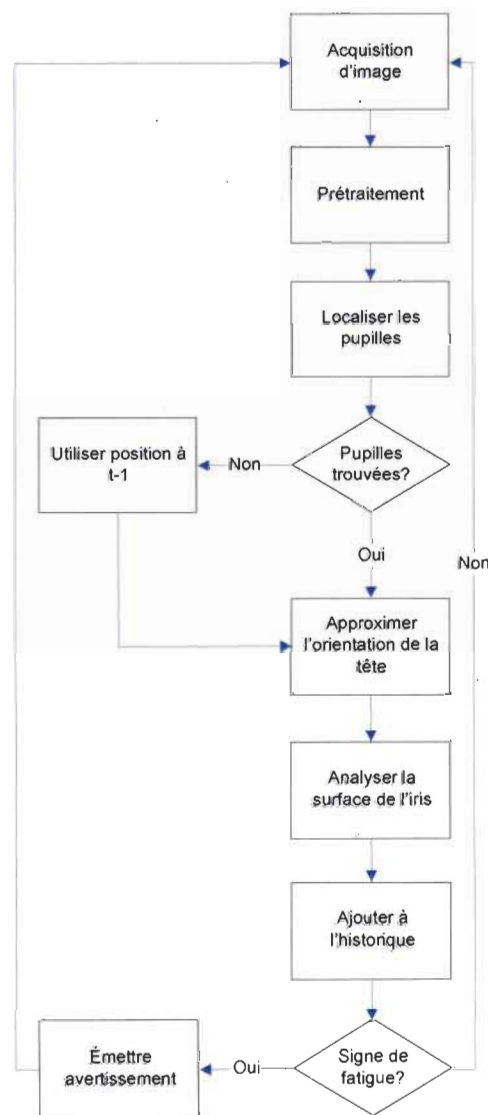 Acquisition
d'image
Prétraitement
Localiser les
pupilles
Utiliser position à
t-1
Non
Pupilles
trouvées?
Oui
Non
Approximer
l'orientation de la
tête
Analyser la
surface de l'iris
Ajouter à
l'historique
Émettre
avertissement
Oui
Signe de
fatigue?